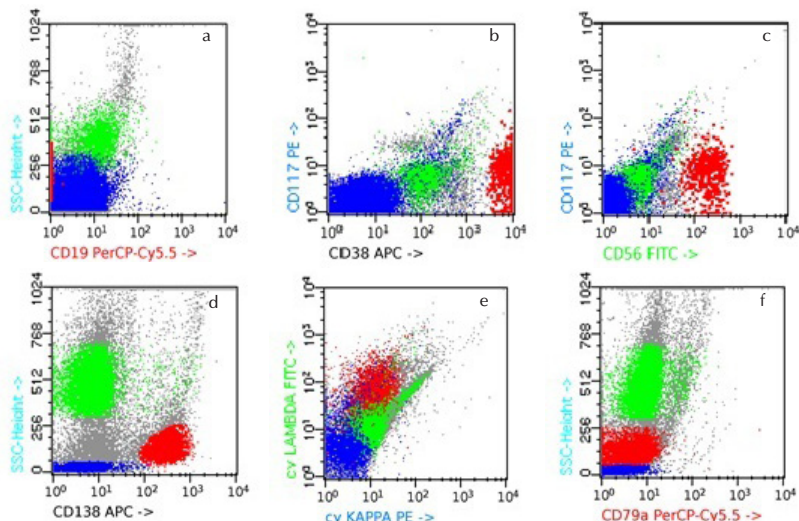 a
1024
768
512
256
0
SSC-Height ->
10⁰ 10¹ 10² 10³ 10⁴
CD19 PerCP-Cy5.5 ->
b
10⁴
10³
10²
10¹
10⁰
CD117 PE ->
10⁰ 10¹ 10² 10³ 10⁴
CD38 APC ->
c
10⁴
10³
10²
10¹
10⁰
CD117 PE ->
10⁰ 10¹ 10² 10³ 10⁴
CD56 FITC ->
d
1024
768
512
256
0
SSC-Height ->
10⁰ 10¹ 10² 10³ 10⁴
CD138 APC ->
e
10⁴
10³
10²
10¹
10⁰
cy LAMBDA FITC ->
10⁰ 10¹ 10² 10³ 10⁴
cy KAPPA PE ->
f
1024
768
512
256
0
SSC-Height ->
10⁰ 10¹ 10² 10³ 10⁴
CD79a PerCP-Cy5.5 ->